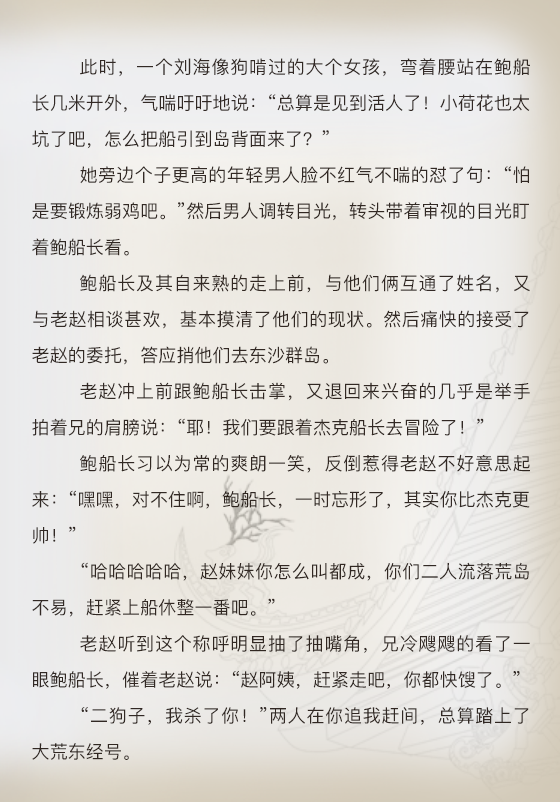 此时，一个刘海像狗啃过的大个女孩，弯着腰站在鲍船
长几米开外，气喘吁吁地说：“总算是见到活人了！小荷花也太
坑了吧，怎么把船引到岛背面来了？”
她旁边个子更高的年轻男人脸不红气不喘的怼了句：“怕
是要锻炼弱鸡吧。”然后男人调转目光，转头带着审视的目光盯
着鲍船长看。
鲍船长及其自来熟的走上前，与他们俩互通了姓名，又
与老赵相谈甚欢，基本摸清了他们的现状。然后痛快的接受了
老赵的委托，答应捎他们去东沙群岛。
老赵冲上前跟鲍船长击掌，又退回来兴奋的几乎是举手
拍着兄的肩膀说：“耶！我们要跟着杰克船长去冒险了！”
鲍船长习以为常的爽朗一笑，反倒惹得老赵不好意思起
来：“嘿嘿，对不住啊，鲍船长，一时忘形了，其实你比杰克更
帅！”
“哈哈哈哈哈，赵妹妹你怎么叫都成，你们二人流落荒岛
不易，赶紧上船休整一番吧。”
老赵听到这个称呼明显抽了抽嘴角，兄冷飕飕的看了一
眼鲍船长，催着老赵说：“赵阿姨，赶紧走吧，你都快馊了。”
“二狗子，我杀了你！”两人在你追我赶间，总算踏上了
大荒东经号。